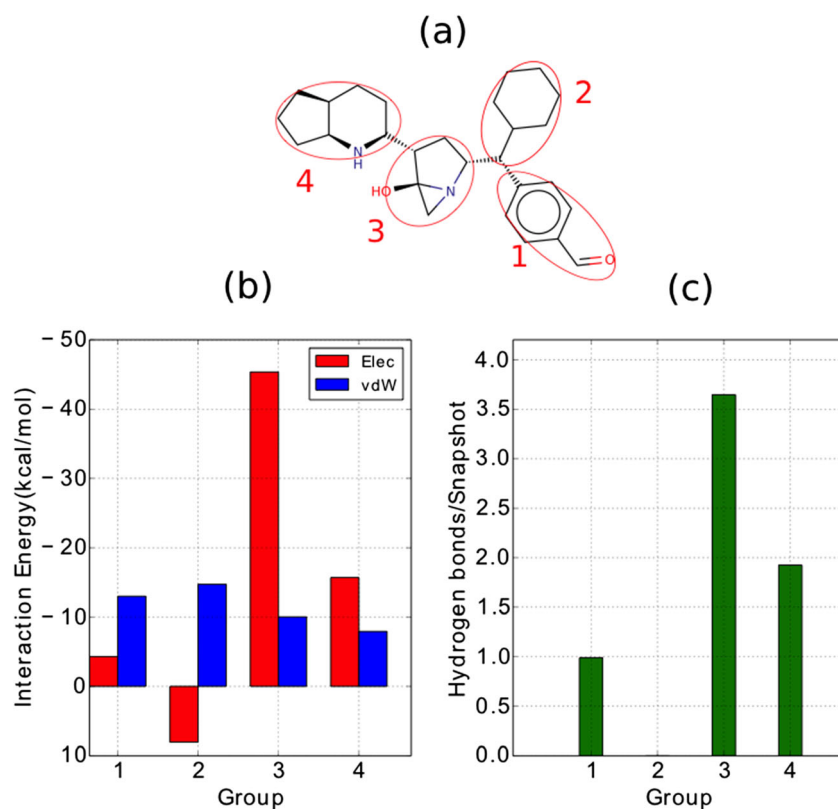 (a)
2
N
H
4
HO
N
3
1
O
(b)
(c)
Interaction Energy(kcal/mol)
− 50
− 40
− 30
− 20
− 10
0
10
Elec
vdW
1 2 3 4
Group
Hydrogen bonds/Snapshot
4.0
3.5
3.0
2.5
2.0
1.5
1.0
0.5
0.0
1 2 3 4
Group